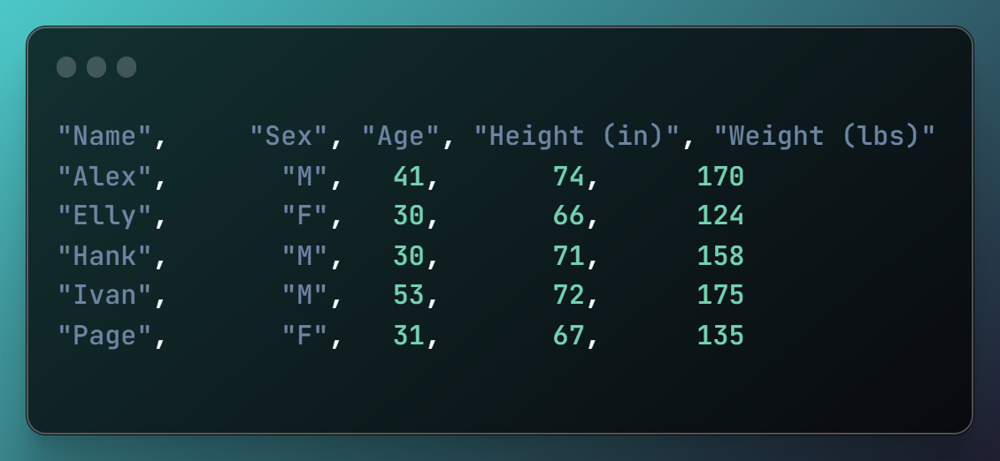 "Name",     "Sex", "Age", "Height (in)", "Weight (lbs)"
"Alex",       "M",   41,       74,      170
"Elly",       "F",   30,       66,      124
"Hank",       "M",   30,       71,      158
"Ivan",       "M",   53,       72,      175
"Page",       "F",   31,       67,      135